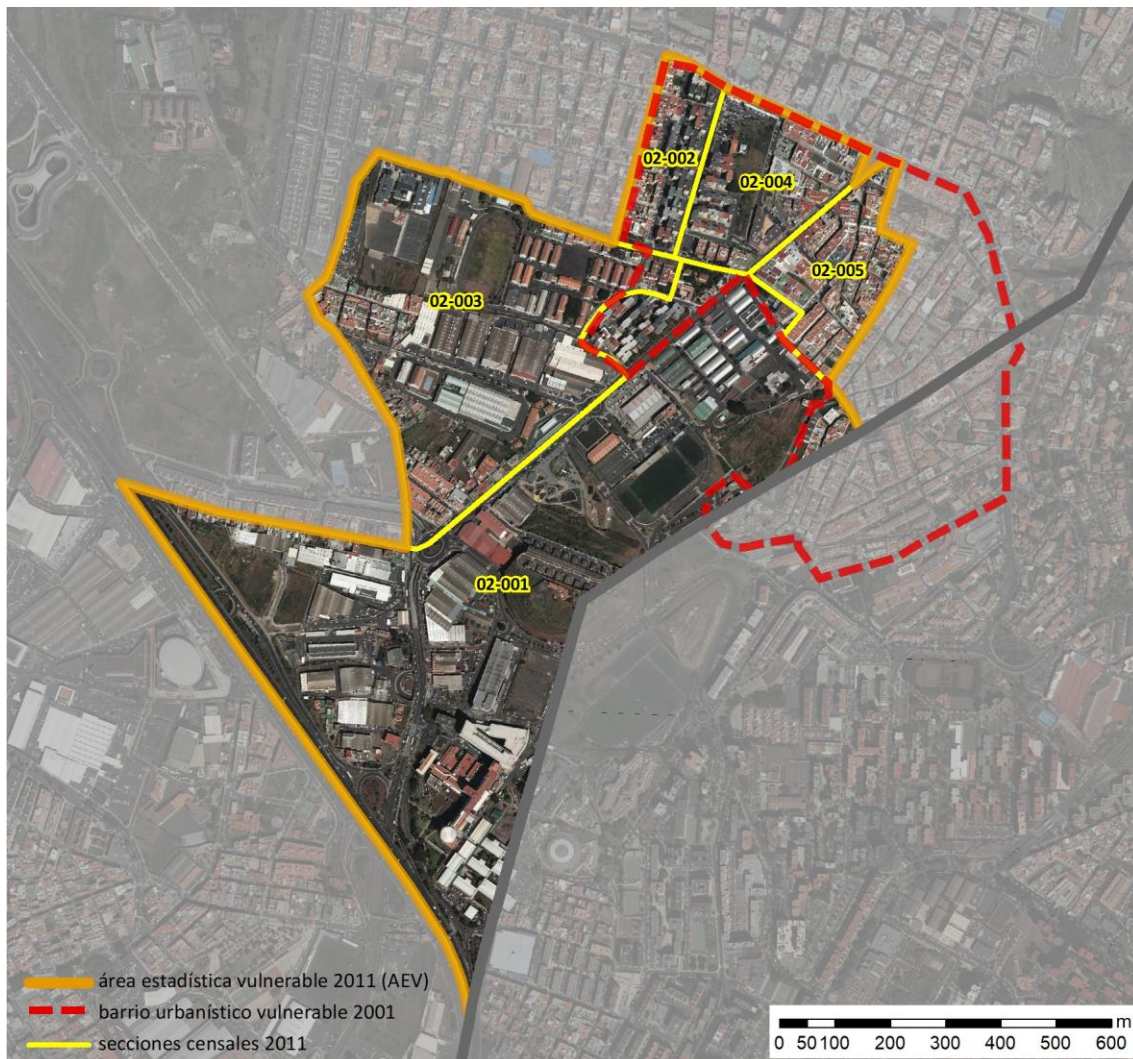 02-002
02-004
02-005
02-003
02-001
área estadística vulnerable 2011 (AEV)
barrio urbanístico vulnerable 2001
secciones censales 2011
m
0 50 100 200 300 400 500 600